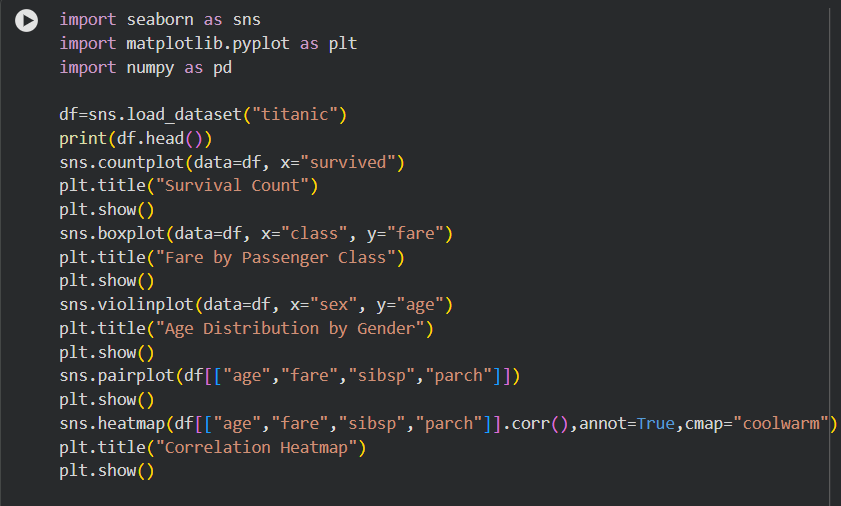 import seaborn as sns
import matplotlib.pyplot as plt
import numpy as pd

df=sns.load_dataset("titanic")
print(df.head())
sns.countplot(data=df, x="survived")
plt.title("Survival Count")
plt.show()
sns.boxplot(data=df, x="class", y="fare")
plt.title("Fare by Passenger Class")
plt.show()
sns.violinplot(data=df, x="sex", y="age")
plt.title("Age Distribution by Gender")
plt.show()
sns.pairplot(df[["age","fare","sibsp","parch"]])
plt.show()
sns.heatmap(df[["age","fare","sibsp","parch"]].corr(),annot=True,cmap="coolwarm")
plt.title("Correlation Heatmap")
plt.show()